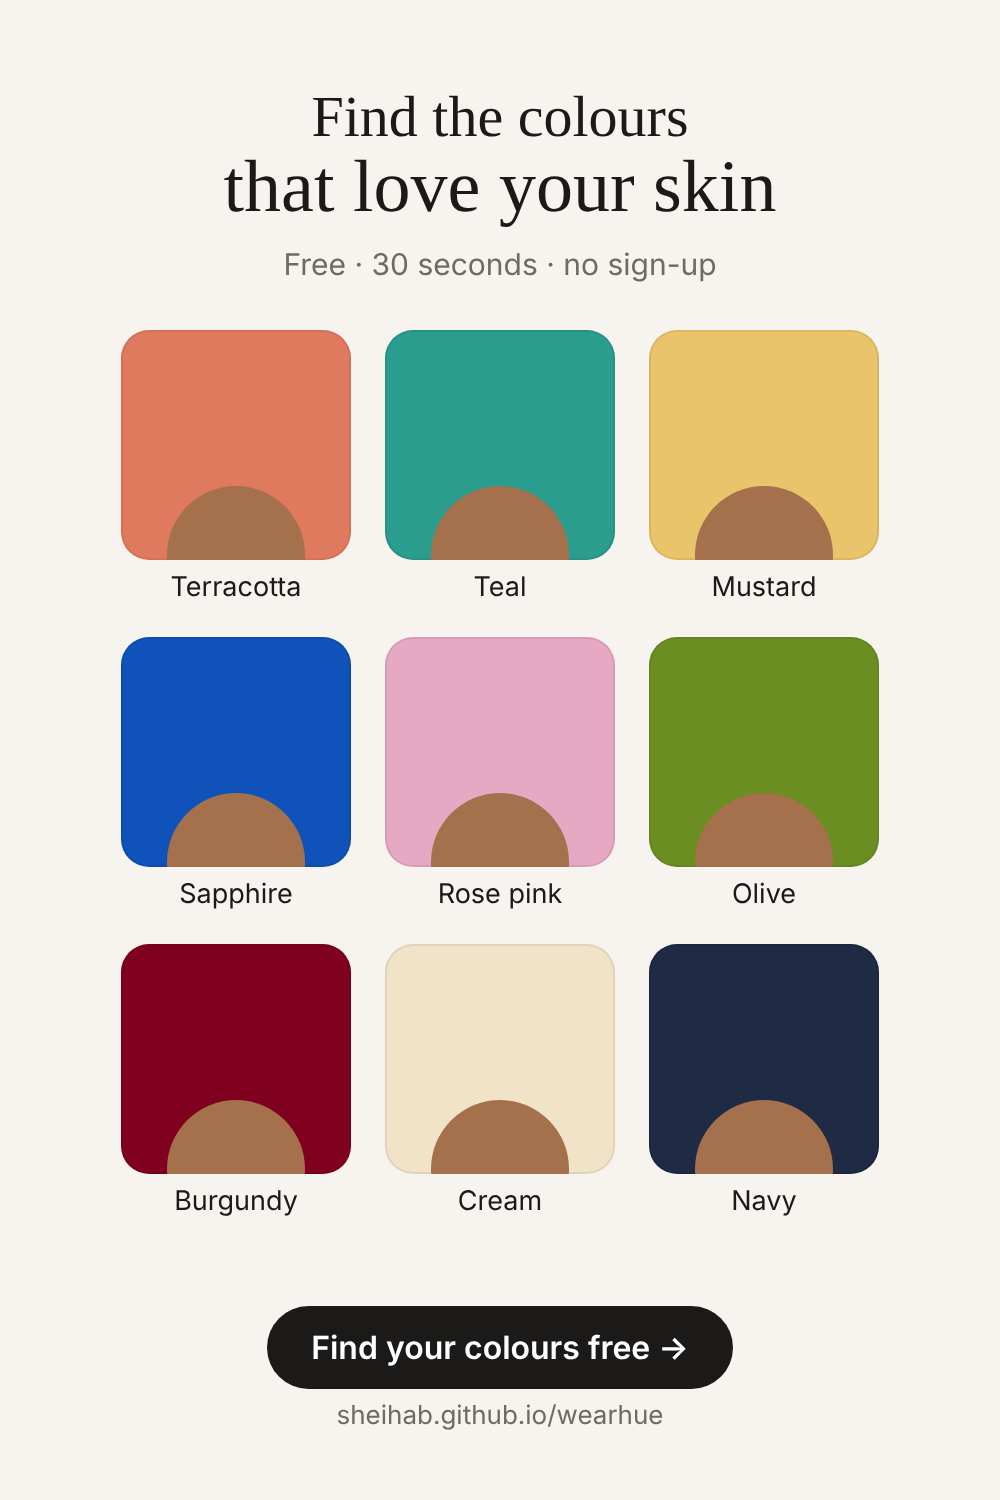 Find the colours
that love your skin
Free · 30 seconds · no sign-up
Terracotta
Teal
Mustard
Sapphire
Rose pink
Olive
Burgundy
Cream
Navy
Find your colours free →
sheihab.github.io/wearhue